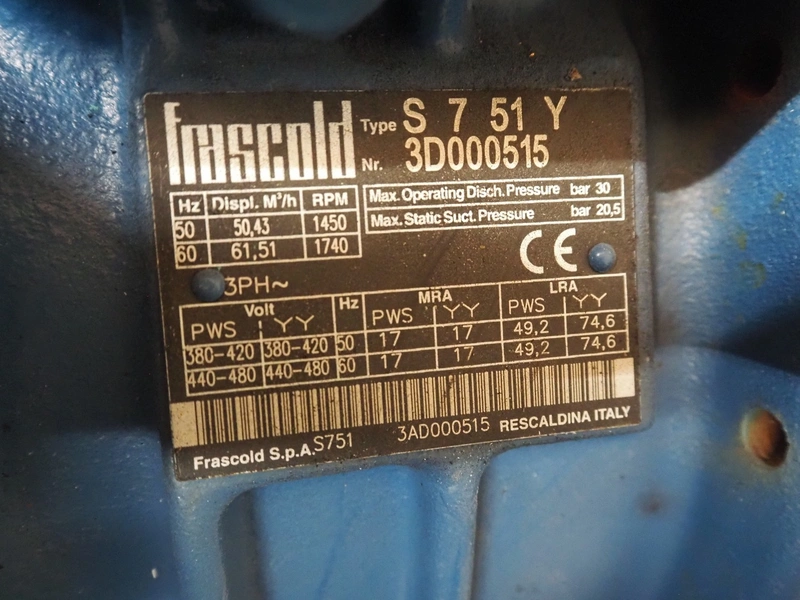 frascold Type S 7 51 Y
Nr. 3D000515
Hz Displ. M³/h RPM
50 50,43 1450
60 61,51 1740
Max. Operating Disch. Pressure bar 30
Max. Static Suct. Pressure bar 20,5
CE
3PH~
Volt Hz MRA LRA
PWS YY PWS YY PWS YY
380-420 380-420 50 17 17 49,2 74,6
440-480 440-480 60 17 17 49,2 74,6
Frascold S.p.A. S751 3AD000515 RESCALDINA ITALY